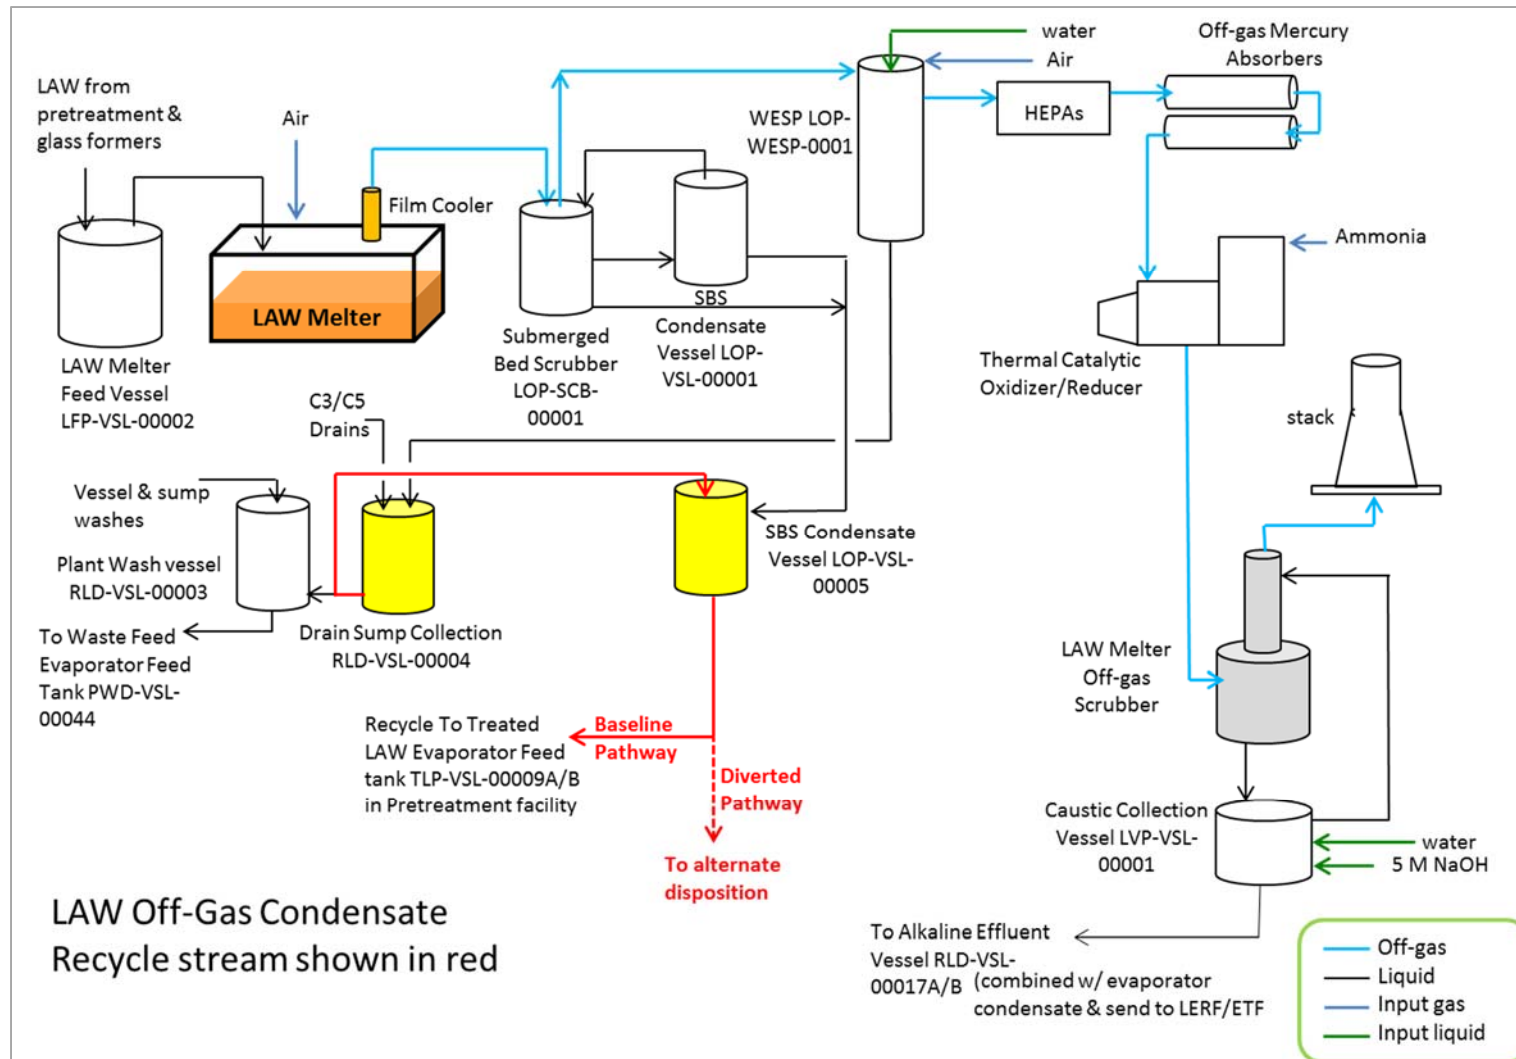 LAW from
pretreatment &
glass formers
Air
Film Cooler
LAW Melter
LAW Melter
Feed Vessel
LFP-VSL-00002
Submerged
Bed Scrubber
LOP-SCB-
00001
SBS
Condensate
Vessel LOP-
VSL-00001
WESP LOP-
WESP-0001
water
Air
HEPAs
Off-gas Mercury
Absorbers
Ammonia
Thermal Catalytic
Oxidizer/Reducer
stack
C3/C5
Drains
Vessel & sump
washes
Plant Wash vessel
RLD-VSL-00003
To Waste Feed
Evaporator Feed
Tank PWD-VSL-
00044
Drain Sump Collection
RLD-VSL-00004
SBS Condensate
Vessel LOP-VSL-
00005
Recycle To Treated
LAW Evaporator Feed
tank TLP-VSL-00009A/B
in Pretreatment facility
Baseline
Pathway
Diverted
Pathway
To alternate
disposition
LAW Melter
Off-gas
Scrubber
Caustic Collection
Vessel LVP-VSL-
00001
water
5 M NaOH
To Alkaline Effluent
Vessel RLD-VSL-
00017A/B (combined w/ evaporator
condensate & send to LERF/ETF
LAW Off-Gas Condensate
Recycle stream shown in red
Off-gas
Liquid
Input gas
Input liquid